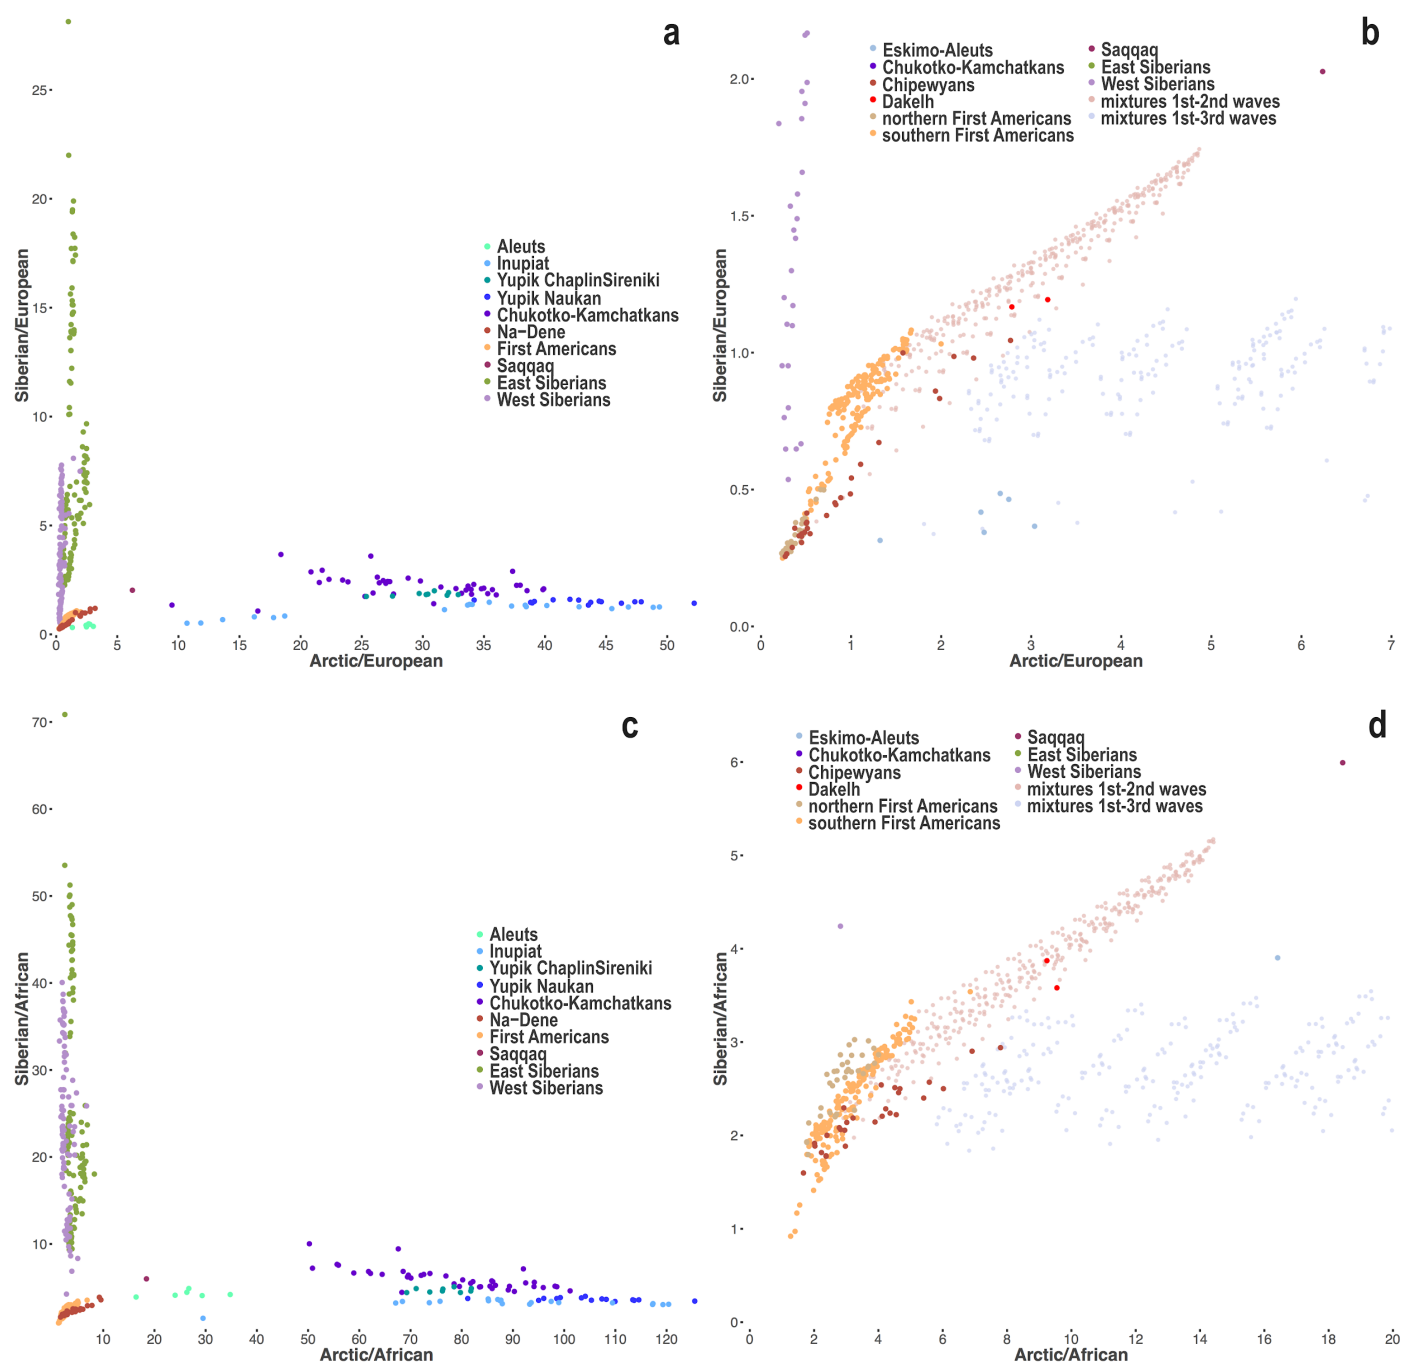 a
25
20
15
10
5
0
Siberian/European
Aleuts
Inupiat
Yupik ChaplinSireniki
Yupik Naukan
Chukotko-Kamchatkans
Na-Dene
First Americans
Saqqaq
East Siberians
West Siberians
0 5 10 15 20 25 30 35 40 45 50
Arctic/European
b
2.0
1.5
1.0
0.5
0.0
Siberian/European
Eskimo-Aleuts
Chukotko-Kamchatkans
Chipewyans
Dakelh
northern First Americans
southern First Americans
Saqqaq
East Siberians
West Siberians
mixtures 1st-2nd waves
mixtures 1st-3rd waves
0 1 2 3 4 5 6 7
Arctic/European
c
70
60
50
40
30
20
10
Siberian/African
Aleuts
Inupiat
Yupik ChaplinSireniki
Yupik Naukan
Chukotko-Kamchatkans
Na-Dene
First Americans
Saqqaq
East Siberians
West Siberians
10 20 30 40 50 60 70 80 90 100 110 120
Arctic/African
d
6
5
4
3
2
1
0
Siberian/African
Eskimo-Aleuts
Chukotko-Kamchatkans
Chipewyans
Dakelh
northern First Americans
southern First Americans
Saqqaq
East Siberians
West Siberians
mixtures 1st-2nd waves
mixtures 1st-3rd waves
0 2 4 6 8 10 12 14 16 18 20
Arctic/African